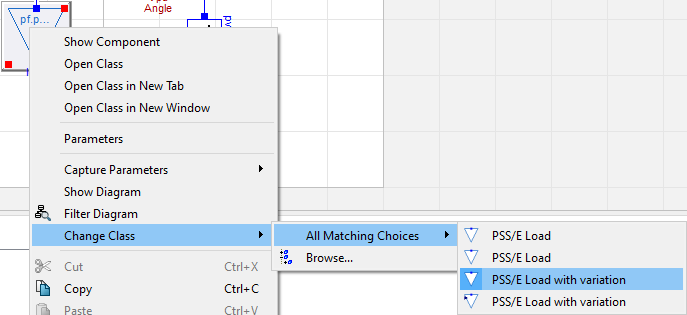 Angle
pf.p...
Show Component
Open Class
Open Class in New Tab
Open Class in New Window
Parameters
Capture Parameters
Show Diagram
Filter Diagram
Change Class
All Matching Choices
PSS/E Load
Browse...
PSS/E Load
Cut Ctrl+X
PSS/E Load with variation
Copy Ctrl+C
PSS/E Load with variation
Paste Ctrl+V